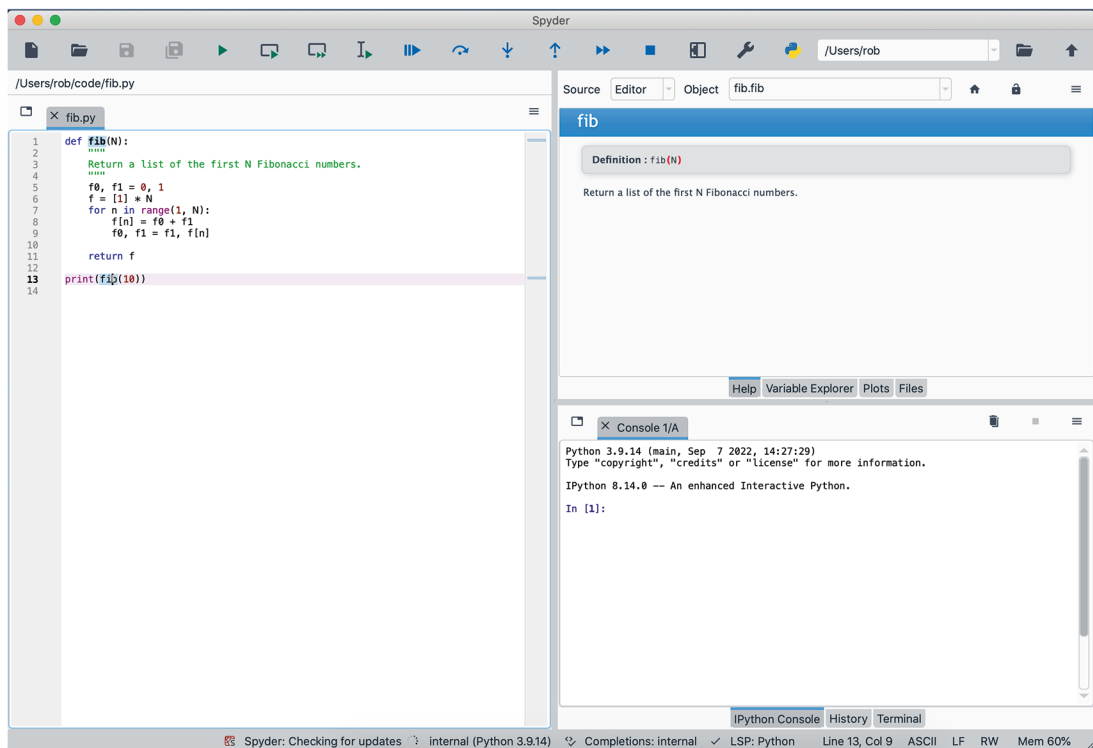 Spyder
/Users/rob
/Users/rob/code/fib.py
fib.py
1 def fib(N):
2     """
3     Return a list of the first N Fibonacci numbers.
4     """
5     f0, f1 = 0, 1
6     f = [1] * N
7     for n in range(1, N):
8         f[n] = f0 + f1
9         f0, f1 = f1, f[n]
10
11     return f
12
13 print(fib(10))
14
Source Editor Object fib.fib
fib
Definition : fib(N)
Return a list of the first N Fibonacci numbers.
Help Variable Explorer Plots Files
Console 1/A
Python 3.9.14 (main, Sep  7 2022, 14:27:29)
Type "copyright", "credits" or "license" for more information.
IPython 8.14.0 -- An enhanced Interactive Python.
In [1]:
IPython Console History Terminal
Spyder: Checking for updates internal (Python 3.9.14) Completions: internal LSP: Python Line 13, Col 9 ASCII LF RW Mem 60%